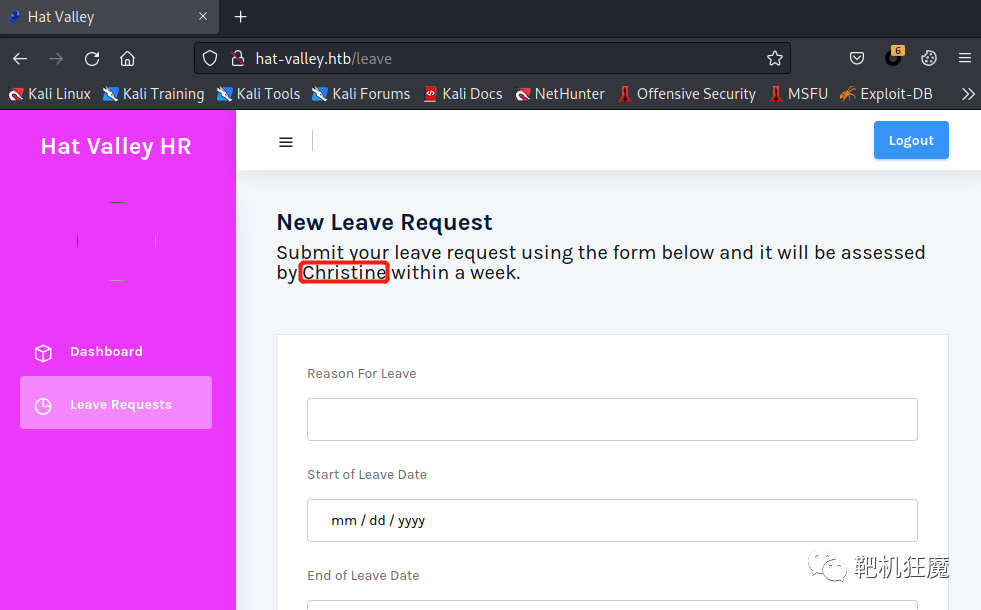 Hat Valley
hat-valley.htb/leave
6
Kali Linux Kali Training Kali Tools Kali Forums Kali Docs NetHunter Offensive Security MSFU Exploit-DB
Hat Valley HR
Logout
New Leave Request
Submit your leave request using the form below and it will be assessed
by Christine within a week.
Dashboard
Leave Requests
Reason For Leave
Start of Leave Date
mm / dd / yyyy
End of Leave Date
靶机狂魔